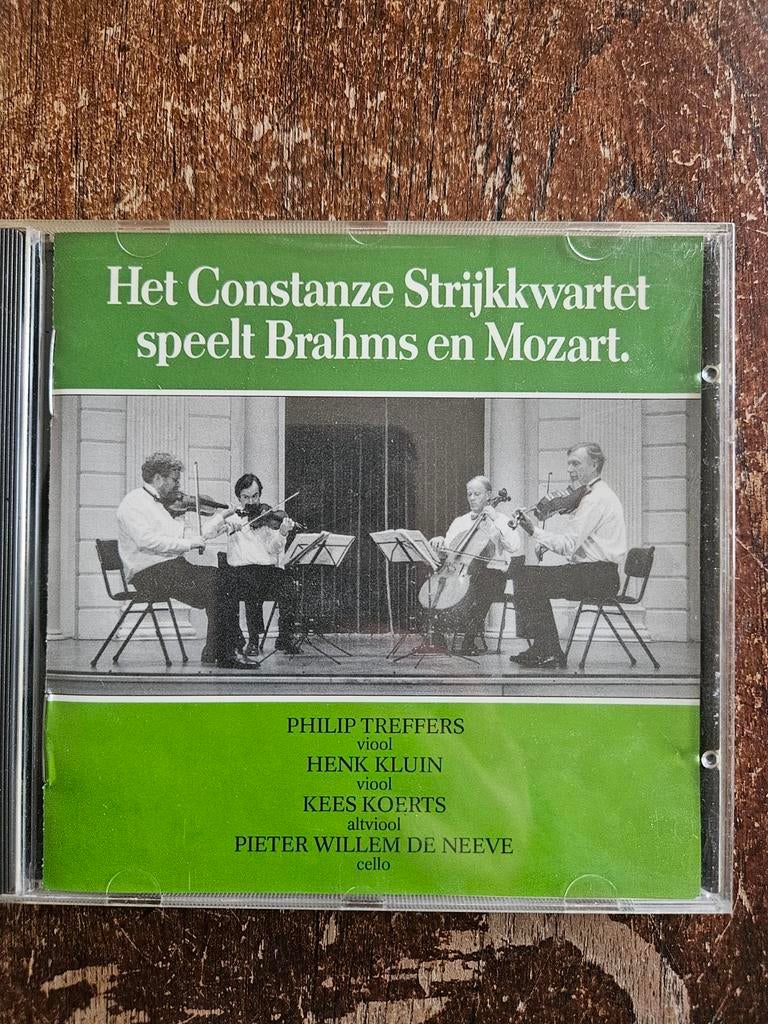 Het Constanze Strijkkwartet
speelt Brahms en Mozart.
PHILIP TREFFERS
viool
HENK KLUIN
viool
KEES KOERTS
altviool
PIETER WILLEM DE NEEVE
cello